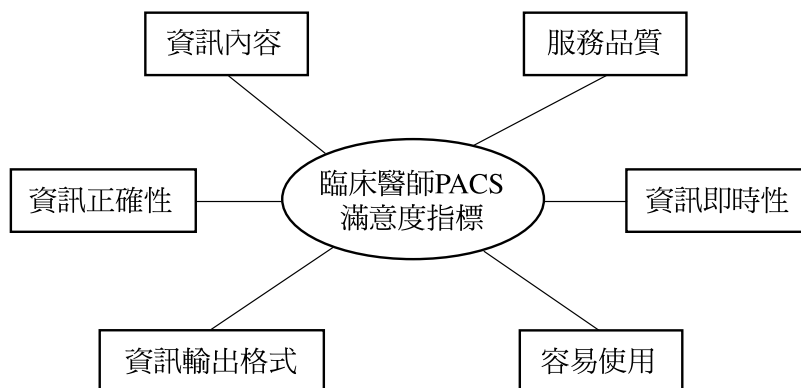 資訊內容
服務品質
資訊正確性
臨床醫師PACS
滿意度指標
資訊即時性
資訊輸出格式
容易使用